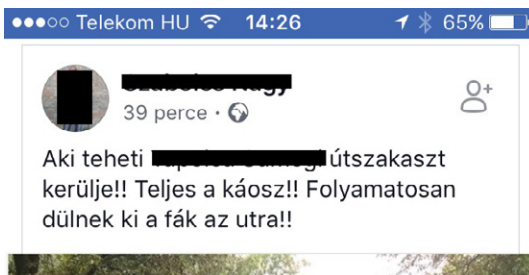 Telekom HU 14:26 65%
39 perce
Aki teheti útszakaszt
kerülje!! Teljes a káosz!! Folyamatosan
dülnek ki a fák az utra!!